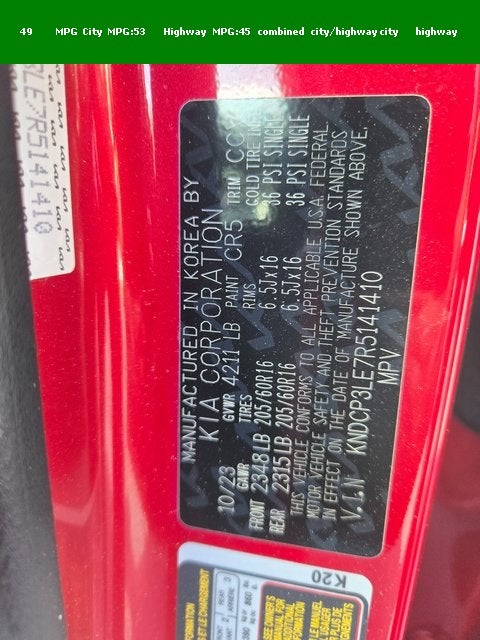 49 MPG City MPG:53 Highway MPG:45 combined city/highway city highway
LE7R5141410
MANUFACTURED IN KOREA BY
KIA CORPORATION
10/23 GVWR 4211 LB PAINT CR5 TRIM CC
GAWR TIRES RINS COLD TIRE INF
FRONT 2348 LB 205/60R16 6.5Jx16 36 PSI SINGLE
REAR 2315 LB 205/60R16 6.5Jx16 36 PSI SINGLE
THIS VEHICLE CONFORMS TO ALL APPLICABLE U.S.A. FEDERAL
MOTOR VEHICLE SAFETY AND THEFT PREVENTION STANDARDS
IN EFFECT ON THE DATE OF MANUFACTURE SHOWN ABOVE.
V.I.N KNDCP3LE7R5141410
MPV
K20